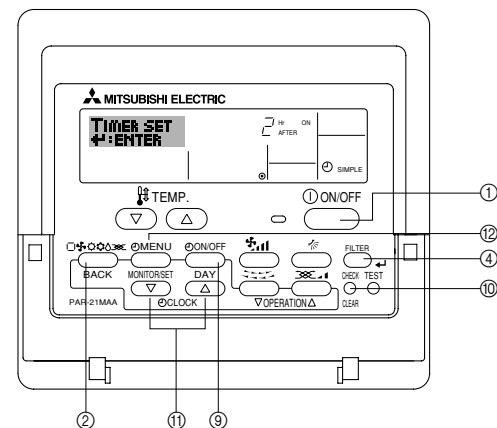 MITSUBISHI ELECTRIC
TIMER SET
↵:ENTER
2 Hr ON
AFTER
SIMPLE
TEMP.
ON/OFF
①
▽ △
⑫
MENU ON/OFF FILTER
④
BACK MONITOR/SET DAY CHECK TEST
⑩
▽ △
PAR-21MAA CLOCK ▽OPERATION△ CLEAR
② ⑪ ⑨